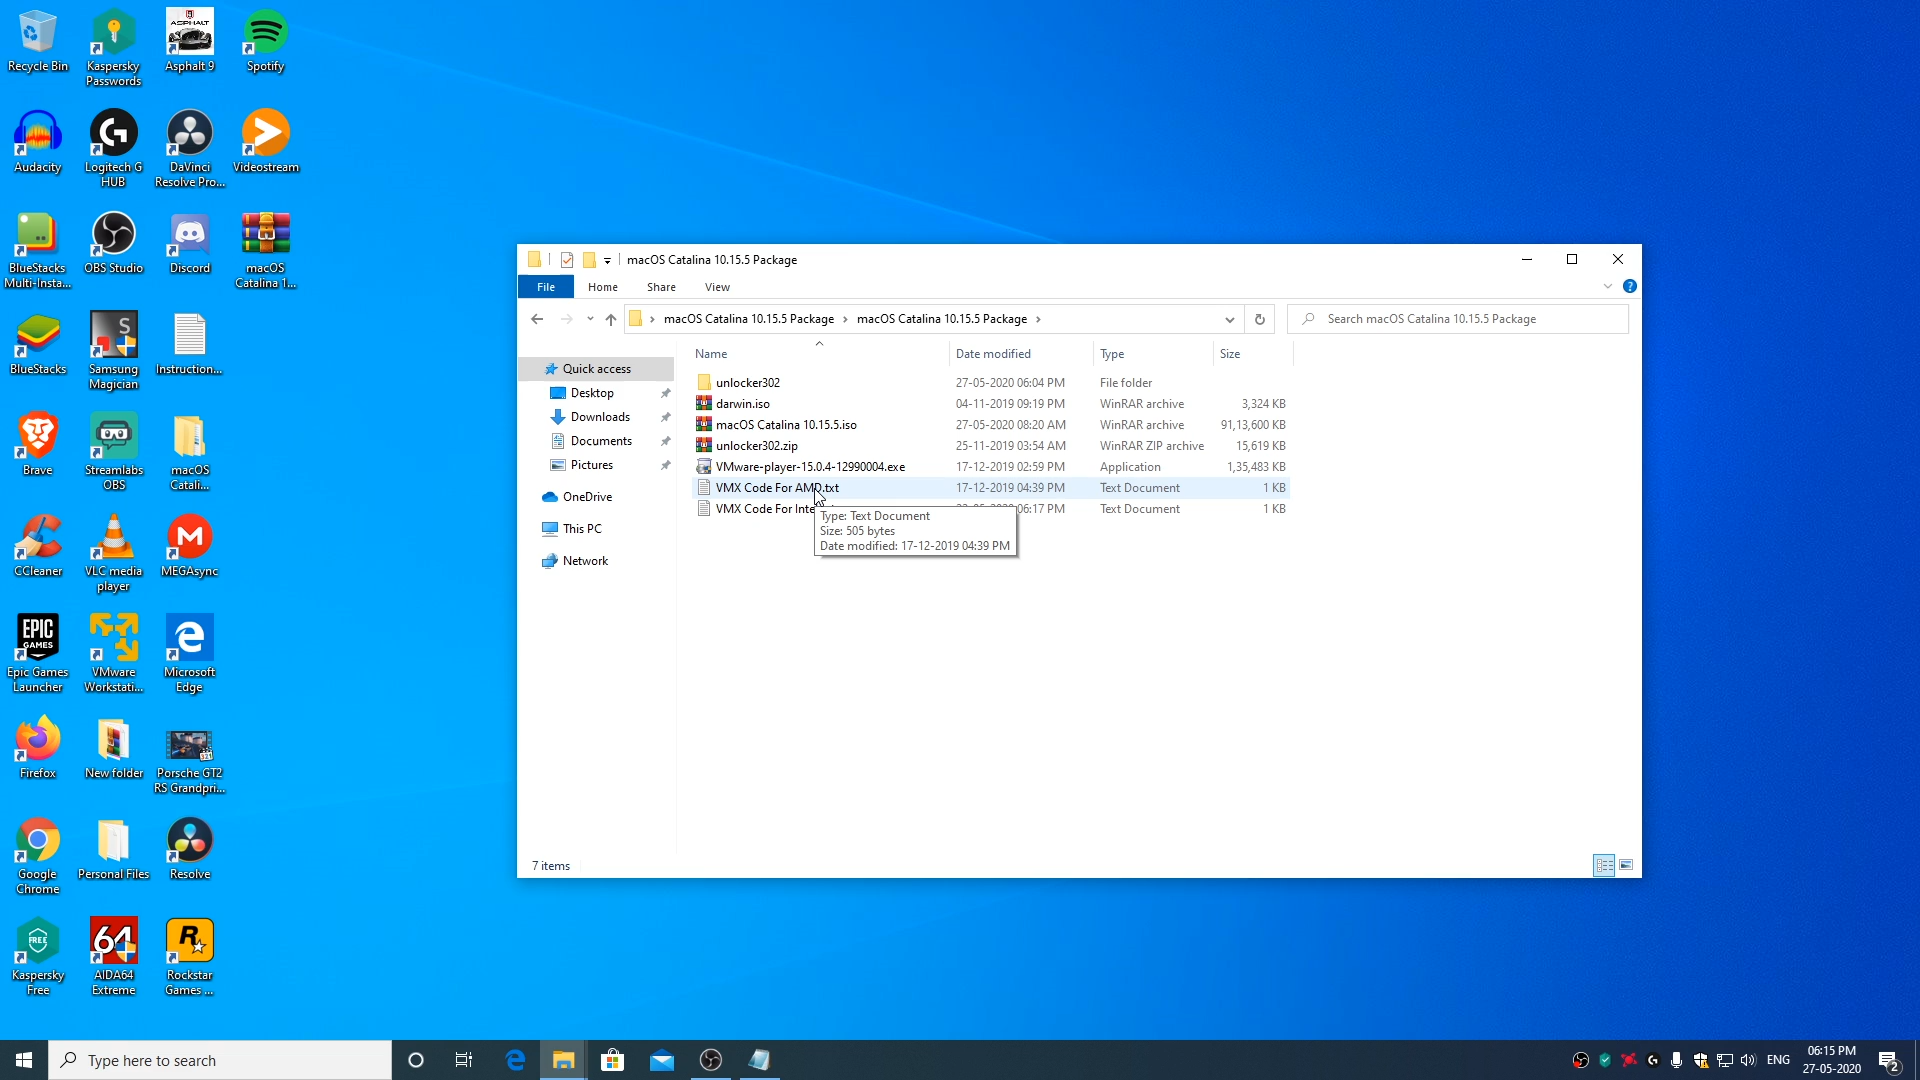 Recycle Bin
Kaspersky
Passwords
ASPHALT
Asphalt 9
Spotify
Audacity
Logitech G
HUB
DaVinci
Resolve Pro...
Videostream
BlueStacks
Multi-Insta...
OBS Studio
Discord
macOS
Catalina 1...
BlueStacks
S
Samsung
Magician
Instruction...
Brave
Streamlabs
OBS
macOS
Catali...
CCleaner
VLC media
player
M
MEGAsync
EPIC
GAMES
Epic Games
Launcher
VMware
Workstati...
Microsoft
Edge
Firefox
New folder
321
Porsche GT2
RS Grandpri...
Google
Chrome
Personal Files
Resolve
FREE
Kaspersky
Free
64
AIDA64
Extreme
R
Rockstar
Games ...
macOS Catalina 10.15.5 Package
File
Home
Share
View
?
macOS Catalina 10.15.5 Package
macOS Catalina 10.15.5 Package
Search macOS Catalina 10.15.5 Package
Quick access
Desktop
Downloads
Documents
Pictures
OneDrive
This PC
Network
Name Date modified Type Size
unlocker302 27-05-2020 06:04 PM File folder
darwin.iso 04-11-2019 09:19 PM WinRAR archive 3,324 KB
macOS Catalina 10.15.5.iso 27-05-2020 08:20 AM WinRAR archive 91,13,600 KB
unlocker302.zip 25-11-2019 03:54 AM WinRAR ZIP archive 15,619 KB
VMware-player-15.0.4-12990004.exe 17-12-2019 02:59 PM Application 1,35,483 KB
VMX Code For AMD.txt 17-12-2019 04:39 PM Text Document 1 KB
VMX Code For Inte 06:17 PM Text Document 1 KB
Type: Text Document
Size: 505 bytes
Date modified: 17-12-2019 04:39 PM
7 items
Type here to search
ENG
06:15 PM
27-05-2020
2